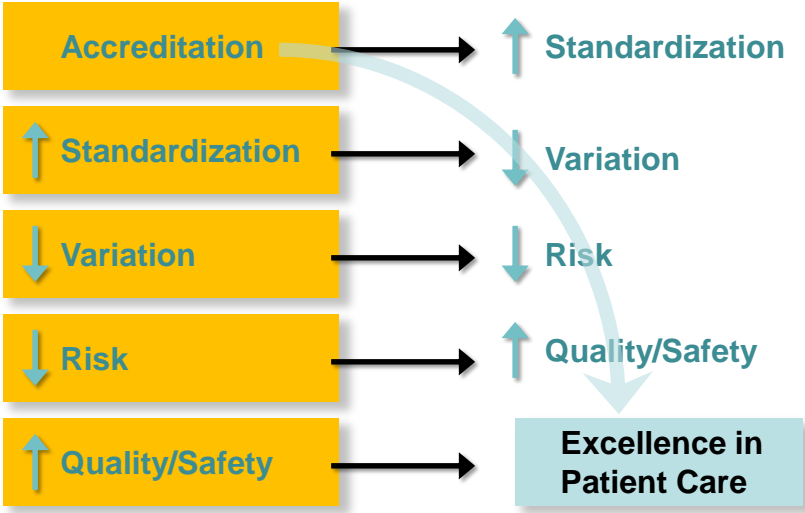 Accreditation
Standardization
Standardization
Variation
Variation
Risk
Risk
Quality/Safety
Quality/Safety
Excellence in
Patient Care